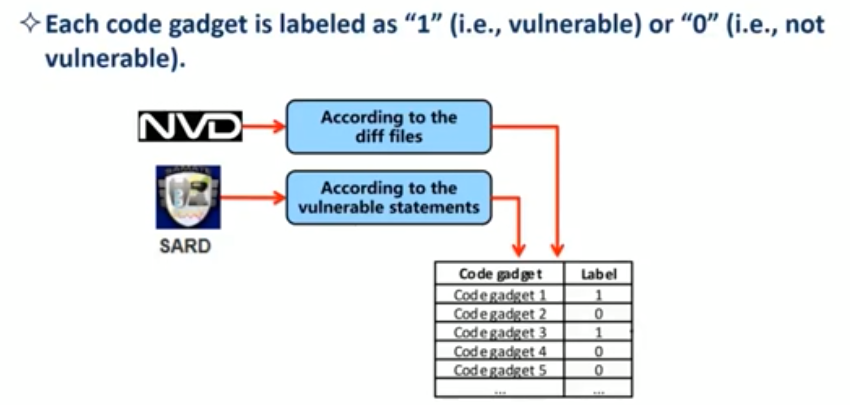 ✧Each code gadget is labeled as “1” (i.e., vulnerable) or “0” (i.e., not
vulnerable).
NVD
According to the
diff files
According to the
vulnerable statements
SARD
Code gadget Label
Code gadget 1 1
Code gadget 2 0
Code gadget 3 1
Code gadget 4 0
Code gadget 5 0
... ...